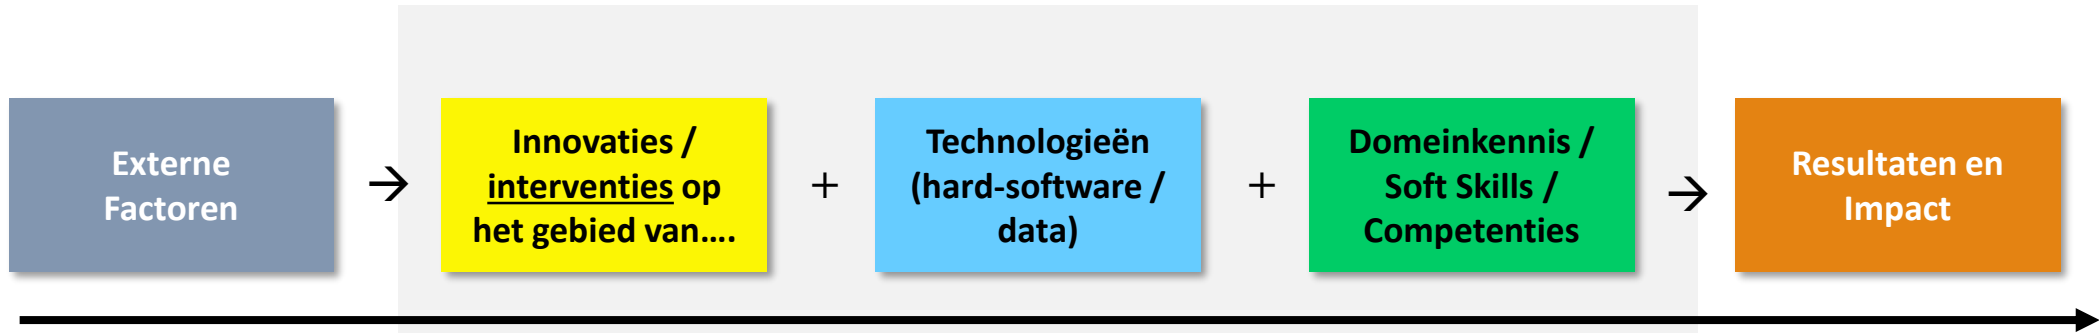 Externe
Factoren
→
Innovaties /
interventies op
het gebied van....
+
Technologieën
(hard-software /
data)
+
Domeinkennis /
Soft Skills /
Competenties
→
Resultaten en
Impact